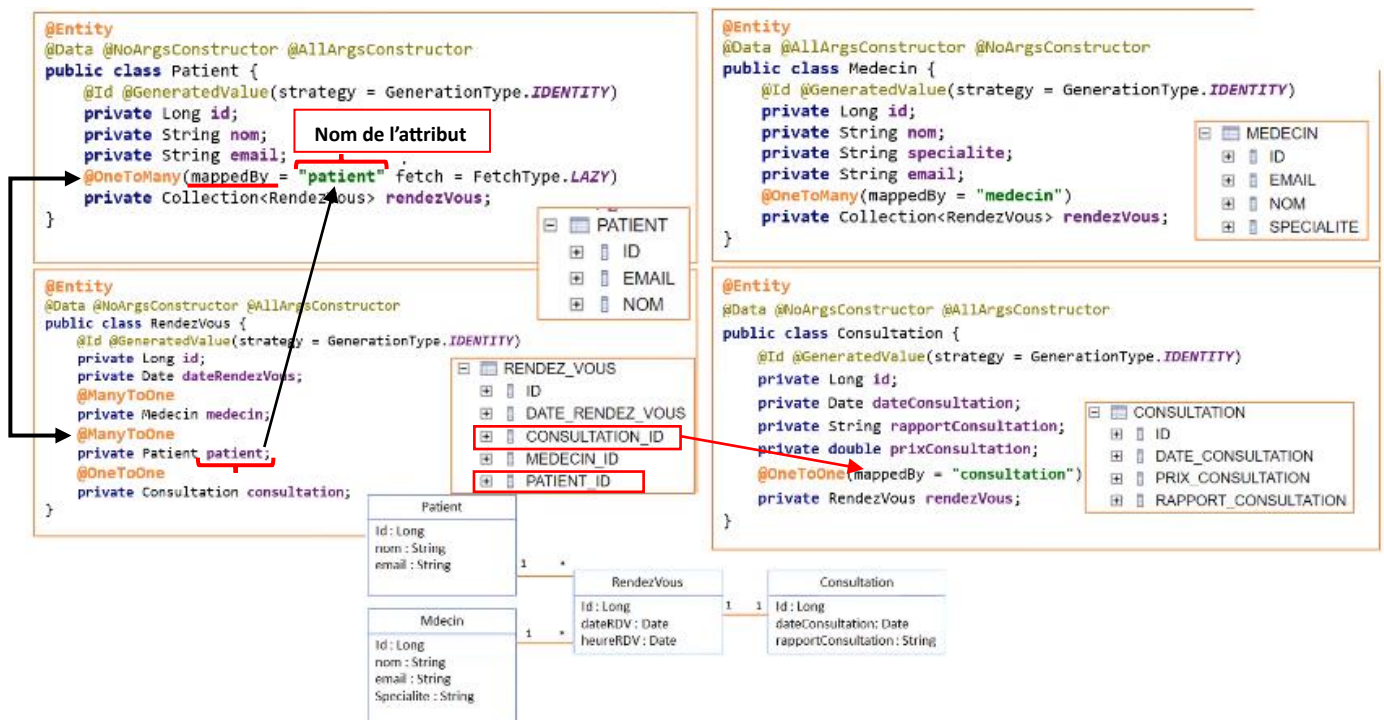 @Entity
@Data @NoArgsConstructor @AllArgsConstructor
public class Patient {
@Id @GeneratedValue(strategy = GenerationType.IDENTITY)
private Long id;
private String nom;
private String email;
Nom de l'attribut
@OneToMany(mappedBy = "patient" fetch = FetchType.LAZY)
private Collection<RendezVous> rendezVous;
}
PATIENT
ID
EMAIL
NOM
@Entity
@Data @AllArgsConstructor @NoArgsConstructor
public class Medecin {
@Id @GeneratedValue(strategy = GenerationType.IDENTITY)
private Long id;
private String nom;
private String specialite;
private String email;
@OneToMany(mappedBy = "medecin")
private Collection<RendezVous> rendezVous;
}
MEDECIN
ID
EMAIL
NOM
SPECIALITE
@Entity
@Data @NoArgsConstructor @AllArgsConstructor
public class RendezVous {
@Id @GeneratedValue(strategy = GenerationType.IDENTITY)
private Long id;
private Date dateRendezVous;
@ManyToOne
private Medecin medecin;
@ManyToOne
private Patient patient;
@OneToOne
private Consultation consultation;
}
RENDEZ_VOUS
ID
DATE_RENDEZ_VOUS
CONSULTATION_ID
MEDECIN_ID
PATIENT_ID
@Entity
@Data @NoArgsConstructor @AllArgsConstructor
public class Consultation {
@Id @GeneratedValue(strategy = GenerationType.IDENTITY)
private Long id;
private Date dateConsultation;
private String rapportConsultation;
private double prixConsultation;
@OneToOne(mappedBy = "consultation")
private RendezVous rendezVous;
}
CONSULTATION
ID
DATE_CONSULTATION
PRIX_CONSULTATION
RAPPORT_CONSULTATION
Patient
Id : Long
nom : String
email : String
1 *
Mdecin
Id : Long
nom : String
email : String
Specialite : String
1 *
RendezVous
Id : Long
dateRDV : Date
heureRDV : Date
1 1
Consultation
Id : Long
dateConsultation: Date
rapportConsultation : String